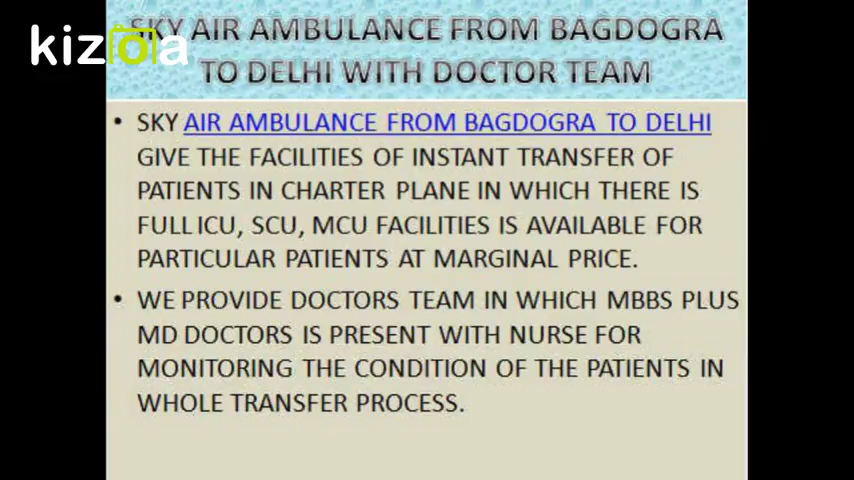 kizoa
SKY AIR AMBULANCE FROM BAGDOGRA
TO DELHI WITH DOCTOR TEAM
• SKY AIR AMBULANCE FROM BAGDOGRA TO DELHI
GIVE THE FACILITIES OF INSTANT TRANSFER OF
PATIENTS IN CHARTER PLANE IN WHICH THERE IS
FULL ICU, SCU, MCU FACILITIES IS AVAILABLE FOR
PARTICULAR PATIENTS AT MARGINAL PRICE.
• WE PROVIDE DOCTORS TEAM IN WHICH MBBS PLUS
MD DOCTORS IS PRESENT WITH NURSE FOR
MONITORING THE CONDITION OF THE PATIENTS IN
WHOLE TRANSFER PROCESS.